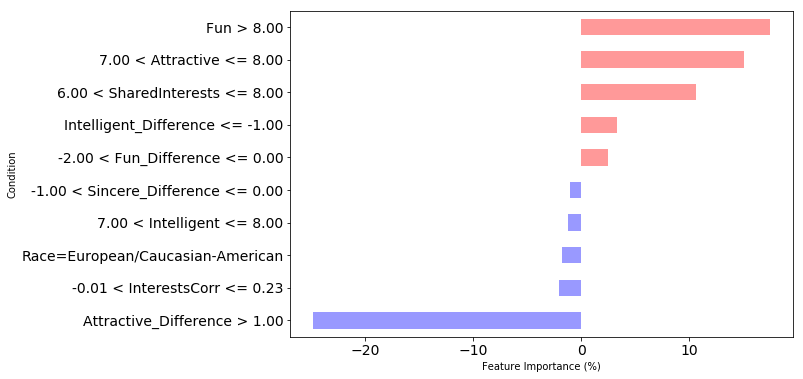 Fun > 8.00
7.00 < Attractive <= 8.00
6.00 < SharedInterests <= 8.00
Intelligent_Difference <= -1.00
-2.00 < Fun_Difference <= 0.00
-1.00 < Sincere_Difference <= 0.00
7.00 < Intelligent <= 8.00
Race=European/Caucasian-American
-0.01 < InterestsCorr <= 0.23
Attractive_Difference > 1.00
Condition
−20 −10 0 10
Feature Importance (%)